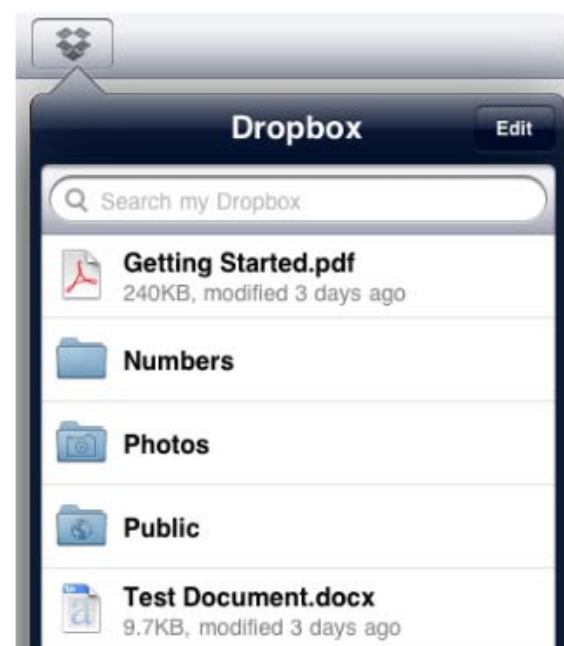 Dropbox
Edit
Search my Dropbox
Getting Started.pdf
240KB, modified 3 days ago
Numbers
Photos
Public
Test Document.docx
9.7KB, modified 3 days ago